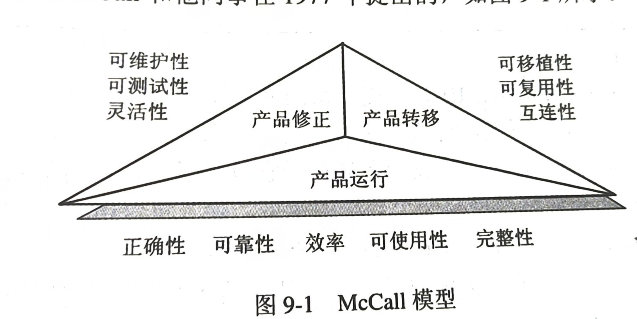 和他同事在 1977 年提出的，如图 9-1 所示
可维护性
可测试性
灵活性
可移植性
可复用性
互连性
产品修正
产品转移
产品运行
正确性 可靠性 效率 可使用性 完整性
图 9-1 McCall 模型